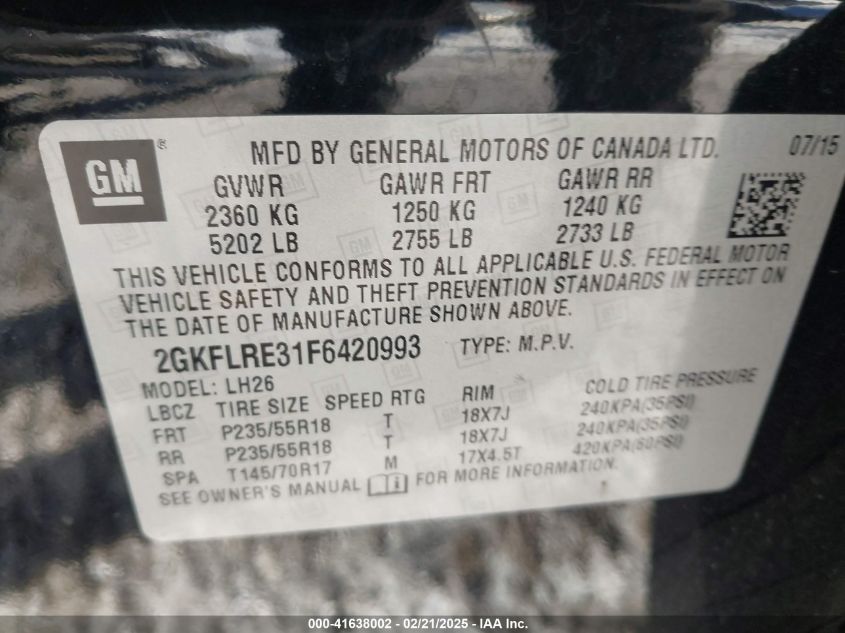 GM ®
MFD BY GENERAL MOTORS OF CANADA LTD. 07/15
GVWR GAWR FRT GAWR RR
2360 KG 1250 KG 1240 KG
5202 LB 2755 LB 2733 LB
THIS VEHICLE CONFORMS TO ALL APPLICABLE U.S. FEDERAL MOTOR
VEHICLE SAFETY AND THEFT PREVENTION STANDARDS IN EFFECT ON
THE DATE OF MANUFACTURE SHOWN ABOVE.
2GKFLRE31F6420993 TYPE: M.P.V.
MODEL: LH26
LBCZ TIRE SIZE SPEED RTG RIM COLD TIRE PRESSURE
FRT P235/55R18 T 18X7J 240KPA(35PSI)
RR P235/55R18 T 18X7J 240KPA(35PSI)
SPA T145/70R17 M 17X4.5T 420KPA(60PSI)
SEE OWNER'S MANUAL FOR MORE INFORMATION.
000-41638002 - 02/21/2025 - IAA Inc.